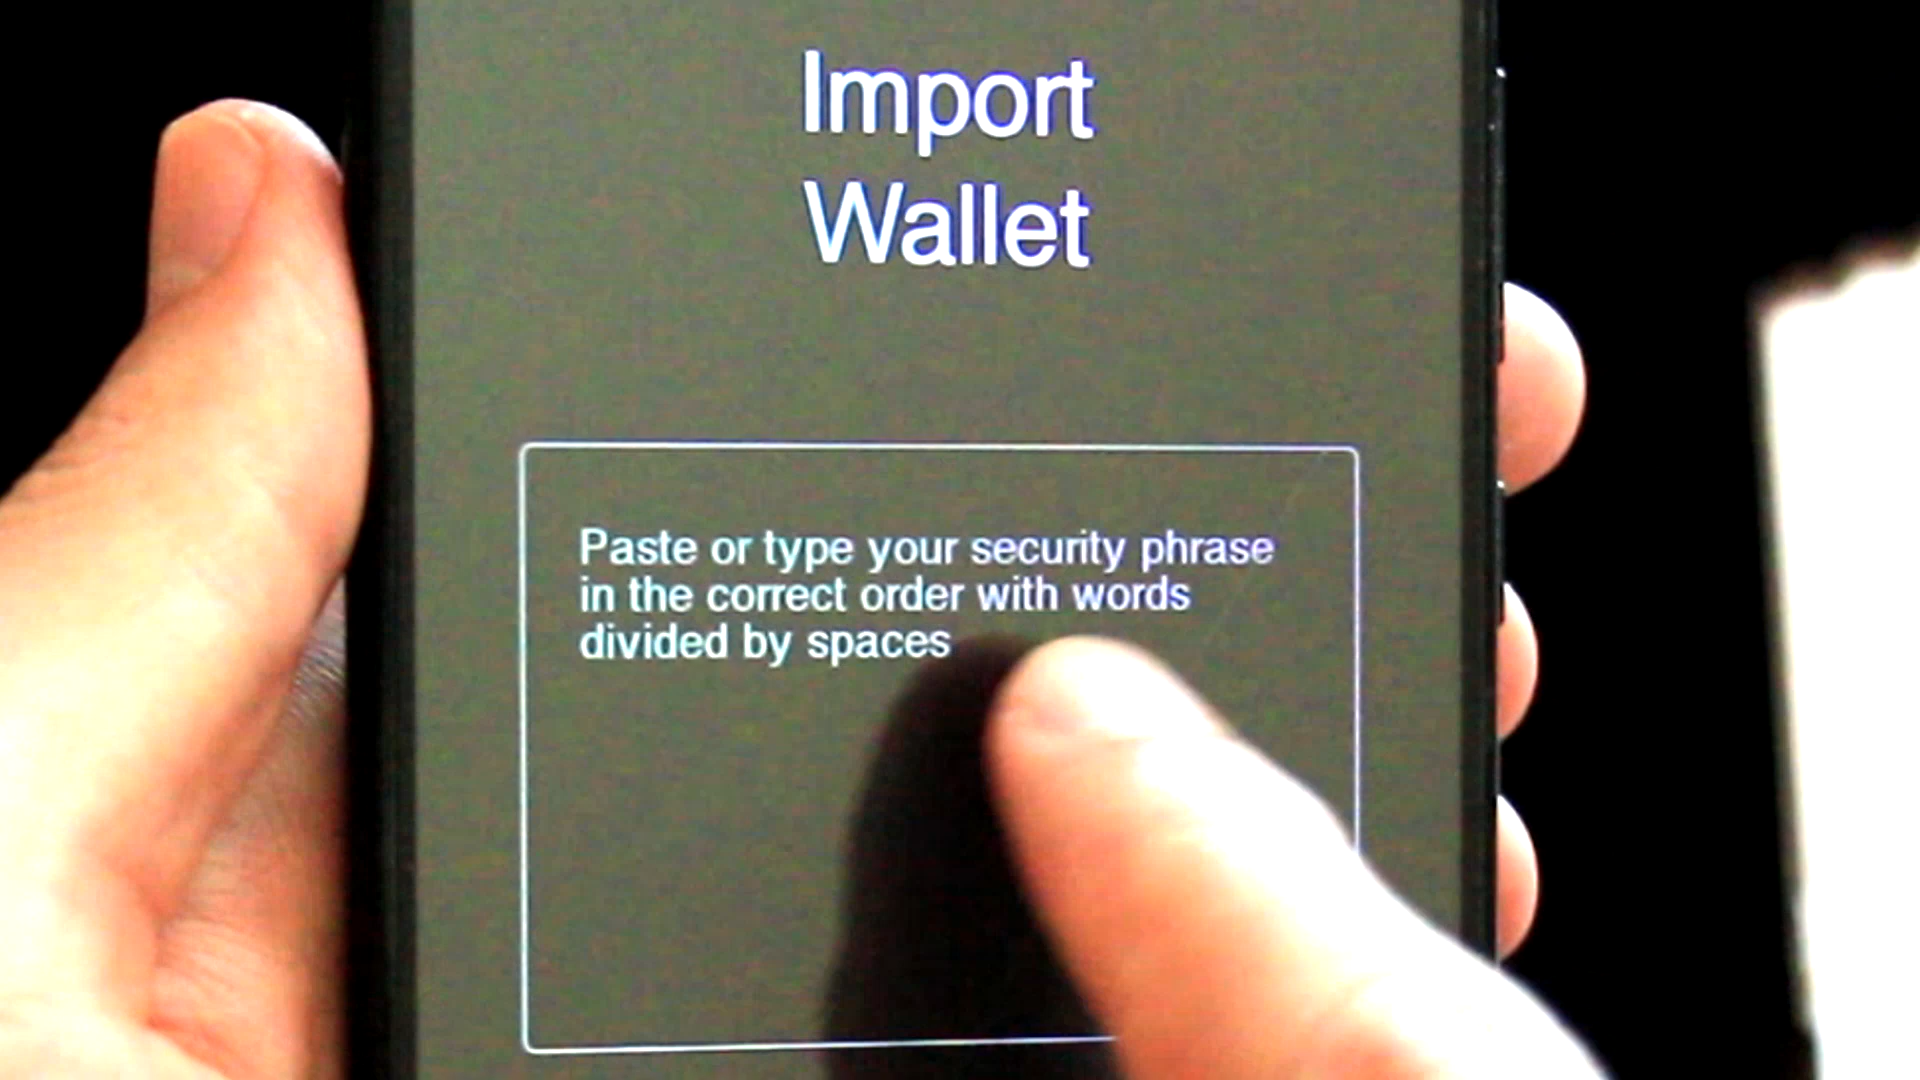 Import
Wallet
Paste or type your security phrase
in the correct order with words
divided by spaces